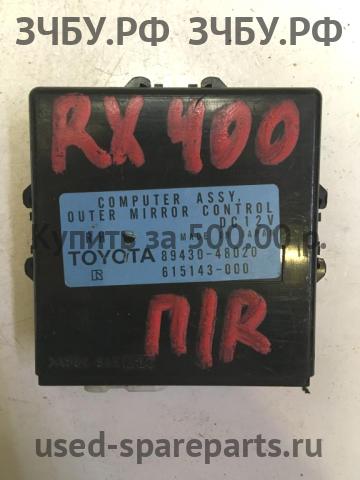 ЗЧБУ.РФ ЗЧБУ.РФ
RX 400
COMPUTER ASSY,
OUTER MIRROR CONTROL
DC12V
Купить за 500.00 р.
MADE
TOYOTA 89430-48020
R 615143-000
П/R
used-spareparts.ru